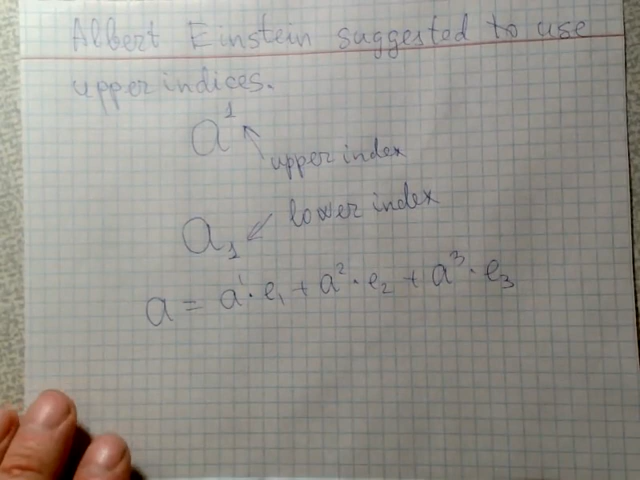 Albert Einstein suggested to use
upper indices.
a¹
upper index
lower index
a₁
a = a¹·e₁ + a²·e₂ + a³·e₃